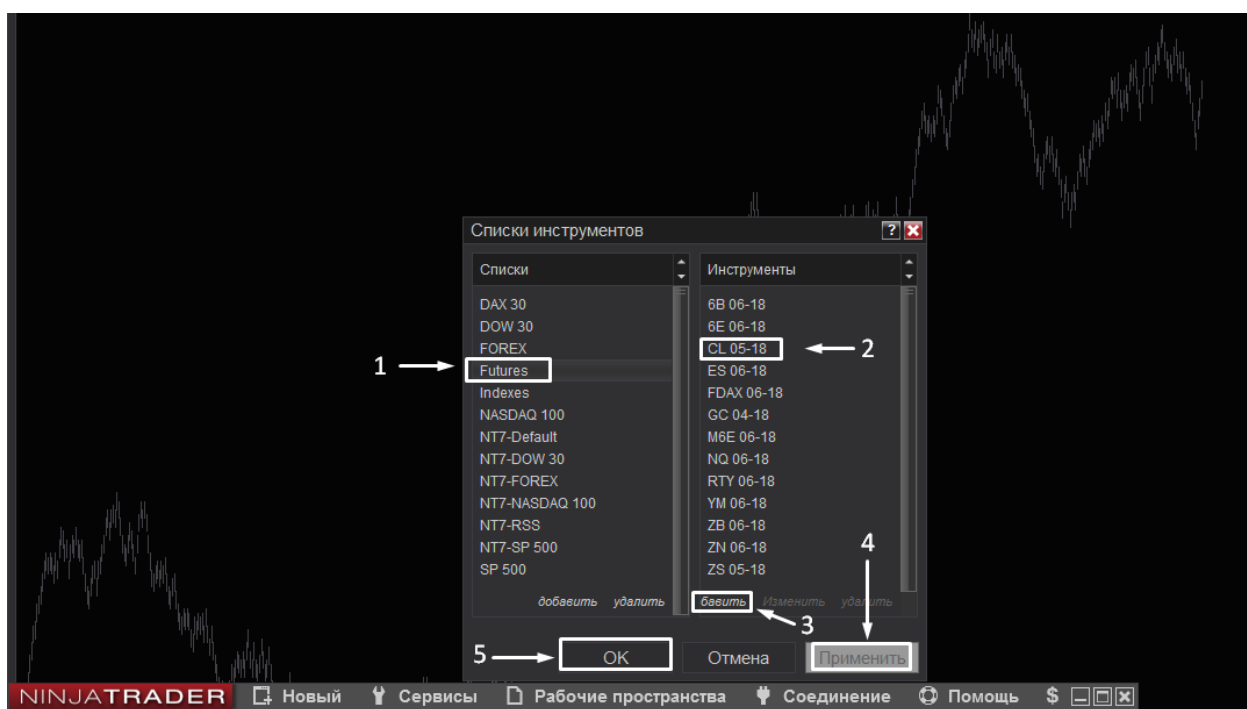 Списки инструментов
?
Списки
DAX 30
DOW 30
FOREX
Futures
Indexes
NASDAQ 100
NT7-Default
NT7-DOW 30
NT7-FOREX
NT7-NASDAQ 100
NT7-RSS
NT7-SP 500
SP 500
добавить удалить
Инструменты
6B 06-18
6E 06-18
CL 05-18
ES 06-18
FDAX 06-18
GC 04-18
M6E 06-18
NQ 06-18
RTY 06-18
YM 06-18
ZB 06-18
ZN 06-18
ZS 05-18
бавить Изменить удалить
1
2
3
4
5
OK Отмена Применить
NINJATRADER Новый Сервисы Рабочие пространства Соединение Помощь $